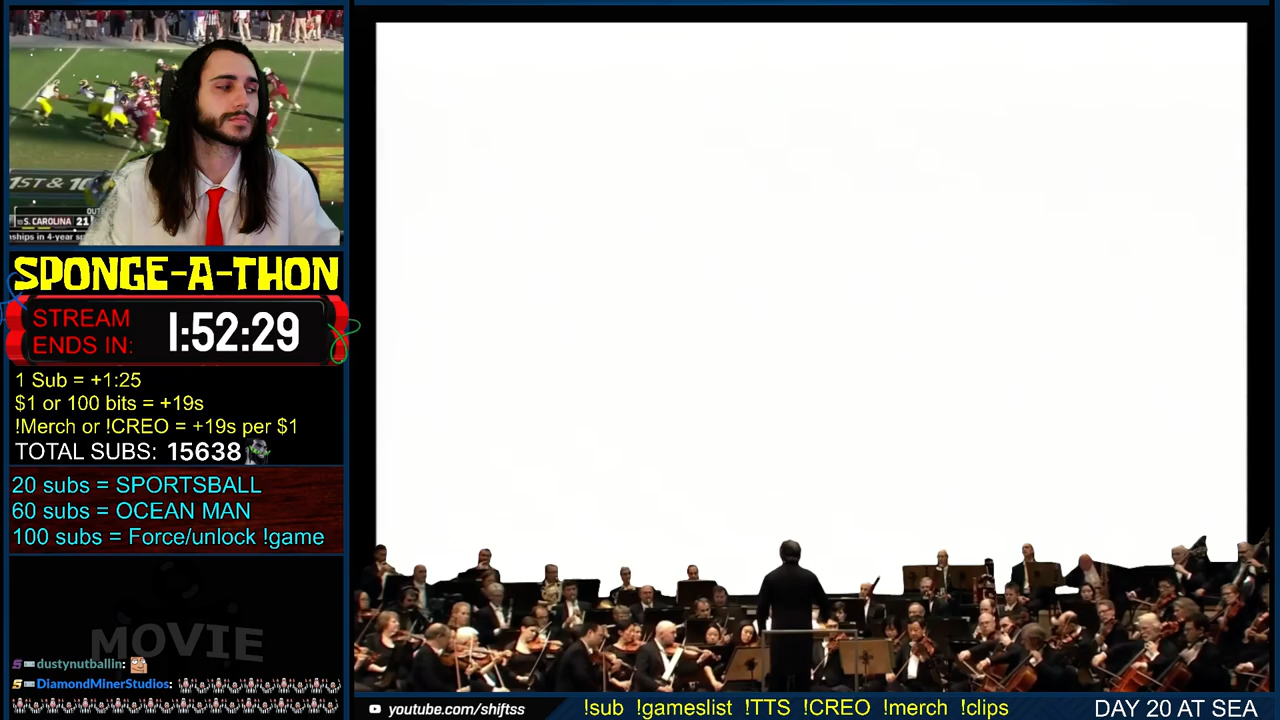 1ST & 10
S. CAROLINA 21
SPONGE-A-THON
STREAM
ENDS IN: 1:52:29
1 Sub = +1:25
$1 or 100 bits = +19s
!Merch or !CREO = +19s per $1
TOTAL SUBS: 15638
20 subs = SPORTSBALL
60 subs = OCEAN MAN
100 subs = Force/unlock !game
MOVIE
dustynutballin:
DiamondMinerStudios:
youtube.com/shiftss
!sub !gameslist !TTS !CREO !merch !clips
DAY 20 AT SEA